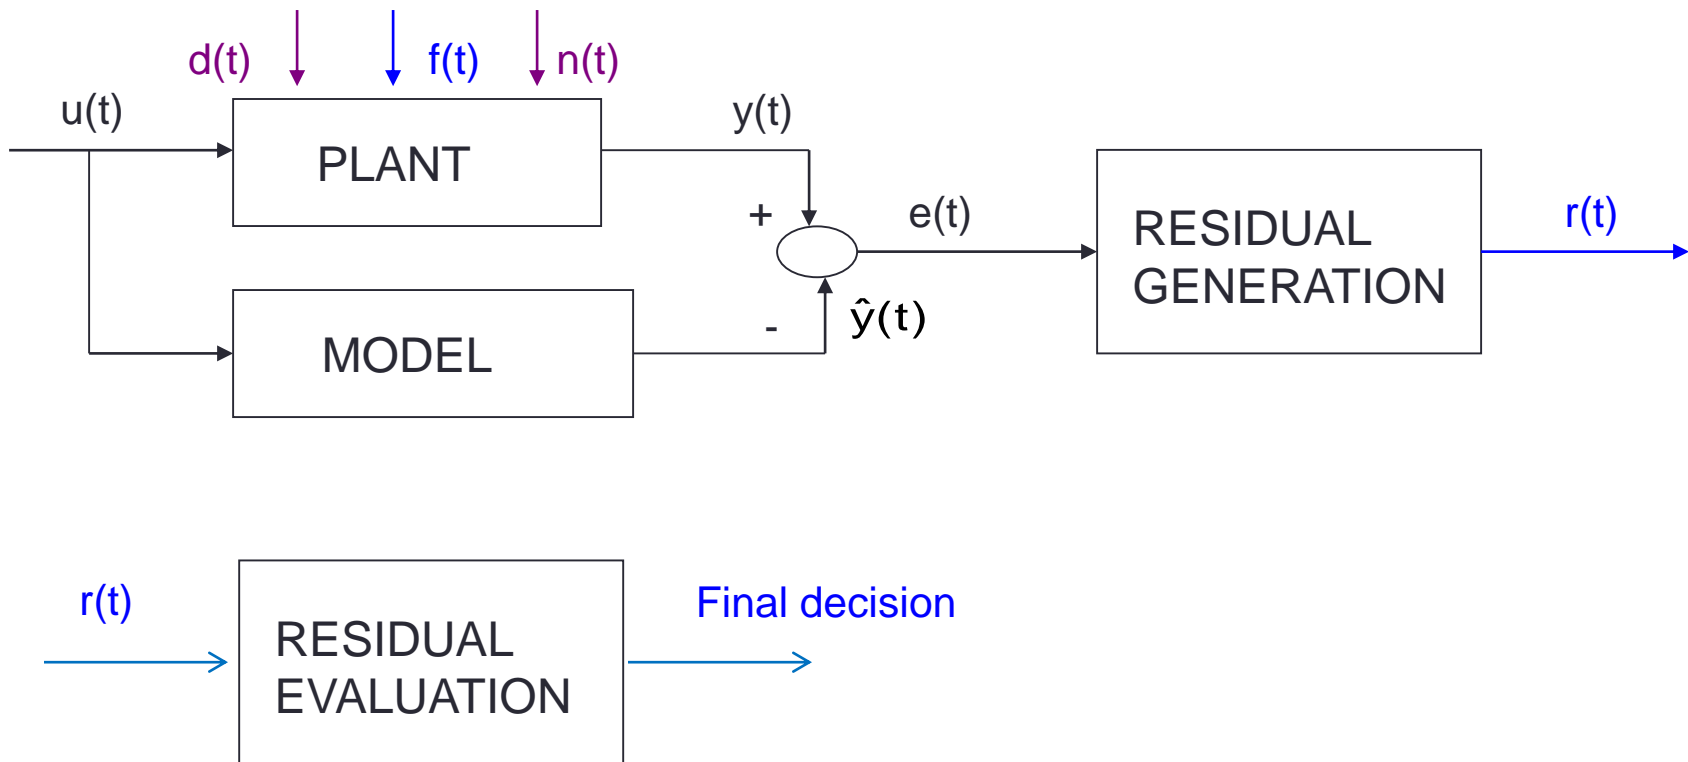 d(t)
f(t)
n(t)
u(t)
PLANT
y(t)
+
e(t)
RESIDUAL
GENERATION
r(t)
MODEL
-
ŷ(t)
r(t)
RESIDUAL
EVALUATION
Final decision